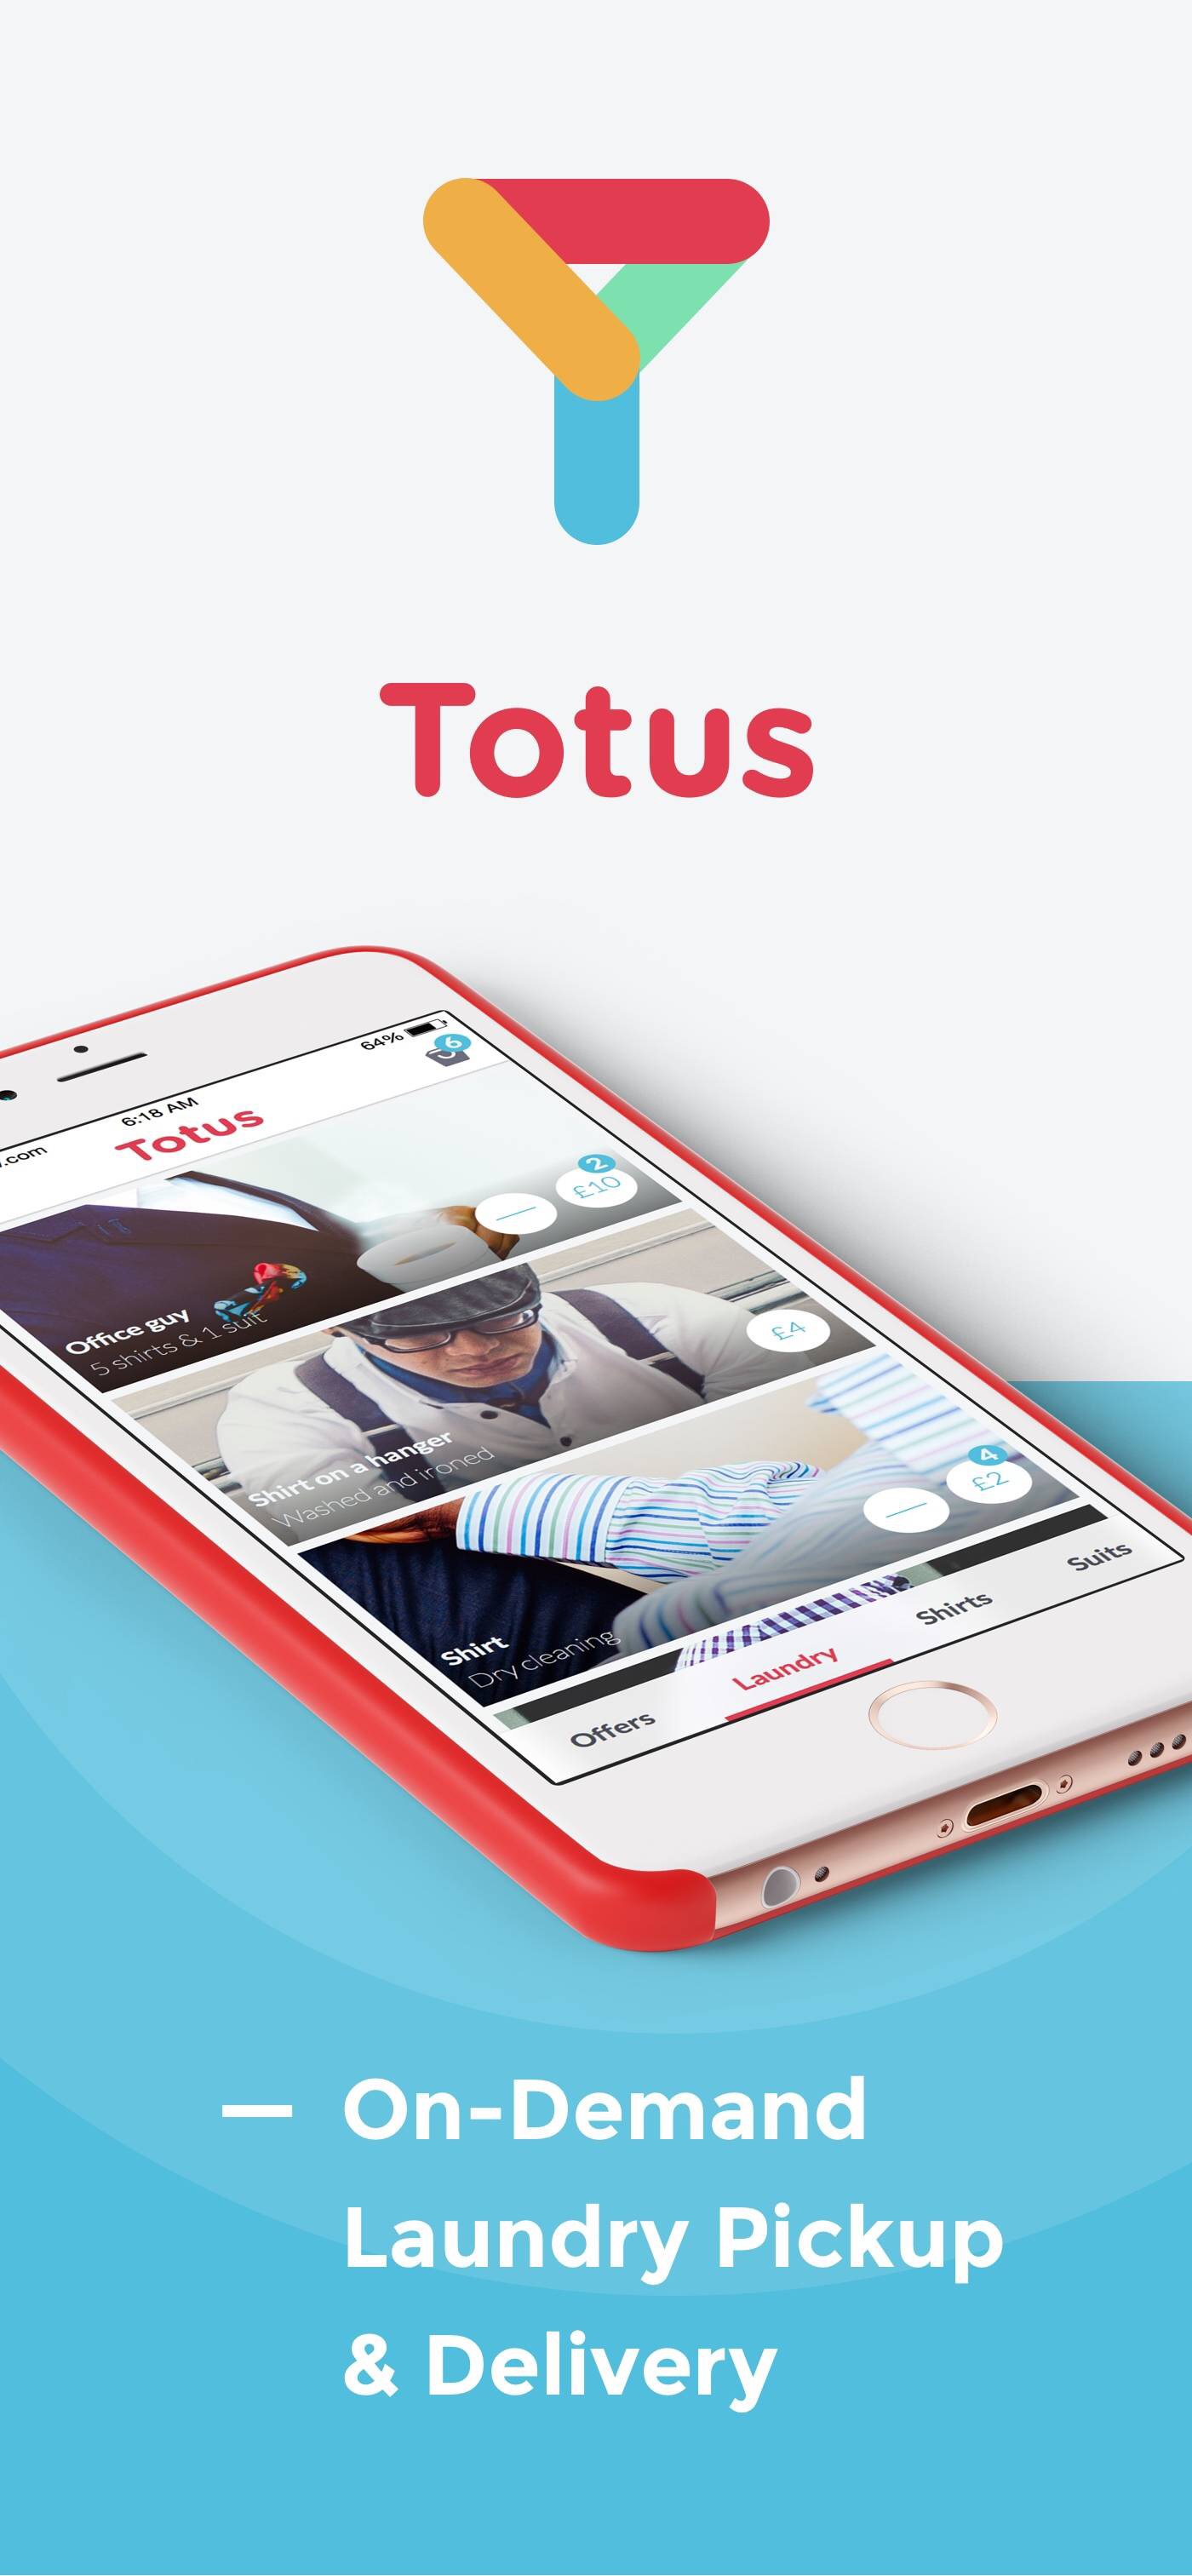 Totus
64%
6
6:18 AM
.com
Totus
2
£10
Office guy
5 shirts & 1 suit
£4
Shirt on a hanger
Washed and ironed
4
£2
Shirt
Dry cleaning
Offers
Laundry
Shirts
Suits
— On-Demand
Laundry Pickup
& Delivery